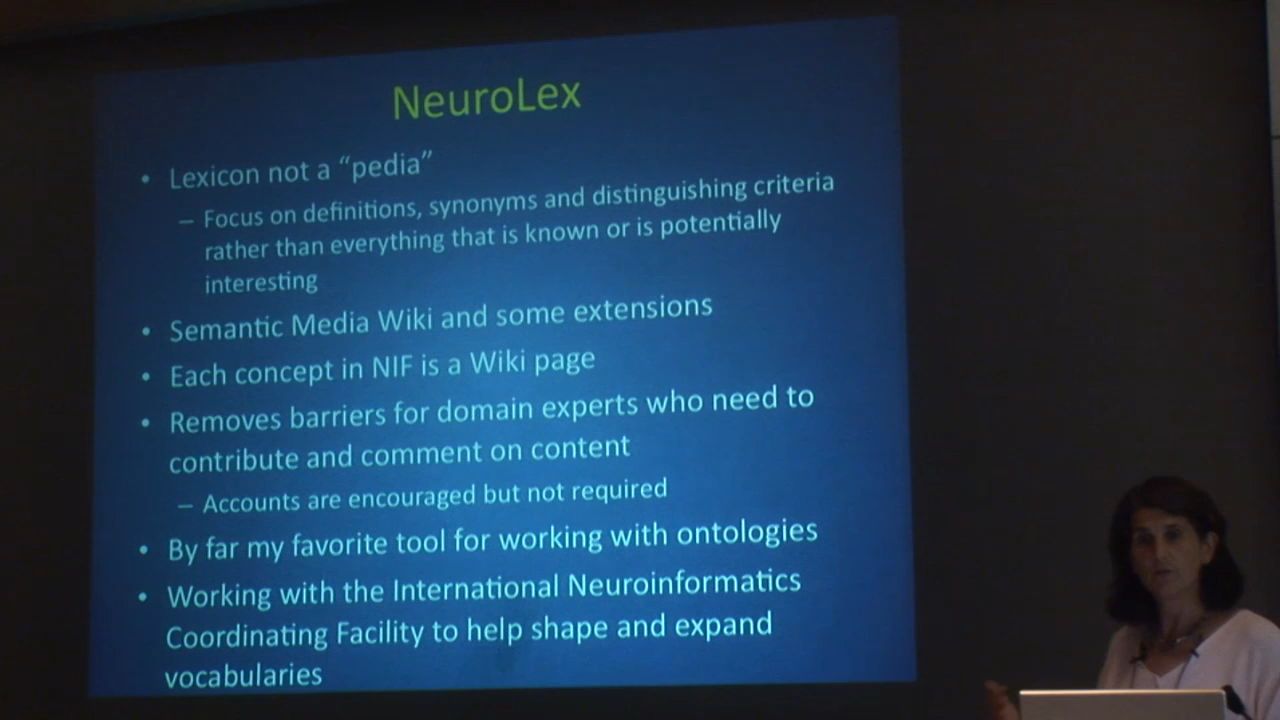 NeuroLex
• Lexicon not a “pedia”
– Focus on definitions, synonyms and distinguishing criteria
rather than everything that is known or is potentially
interesting
• Semantic Media Wiki and some extensions
• Each concept in NIF is a Wiki page
• Removes barriers for domain experts who need to
contribute and comment on content
– Accounts are encouraged but not required
• By far my favorite tool for working with ontologies
• Working with the International Neuroinformatics
Coordinating Facility to help shape and expand
vocabularies